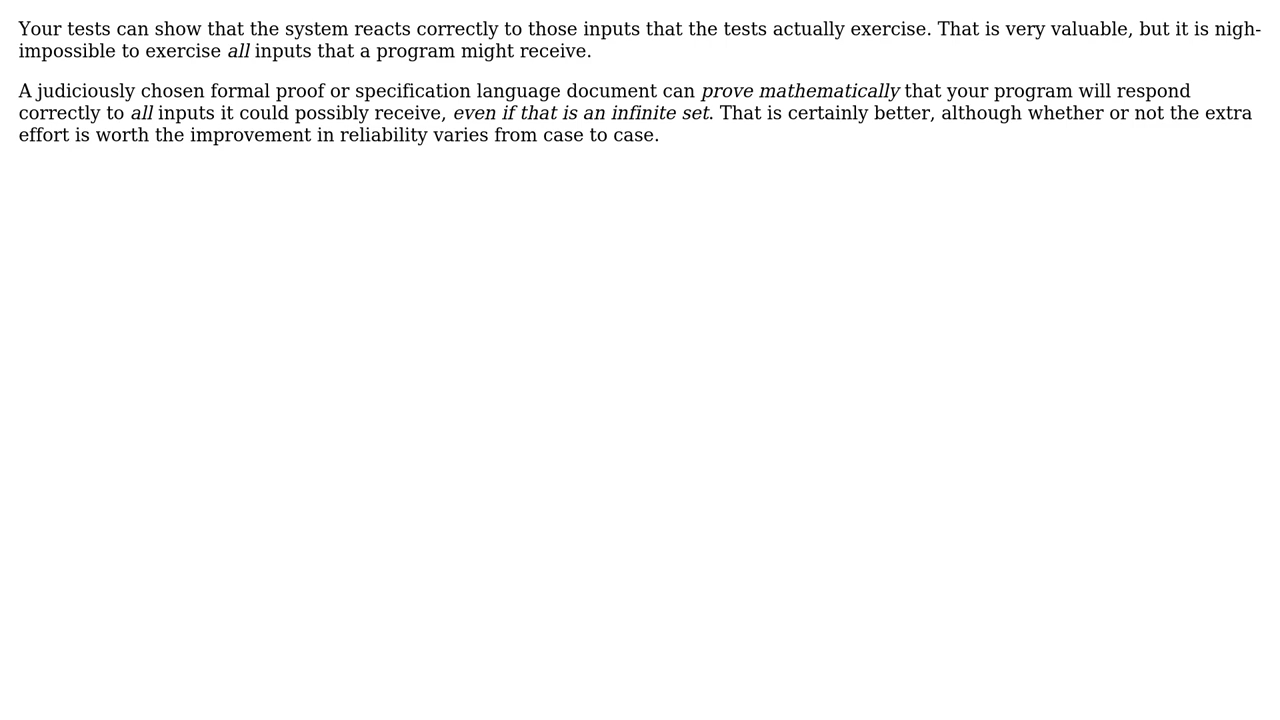 Your tests can show that the system reacts correctly to those inputs that the tests actually exercise. That is very valuable, but it is nigh-
impossible to exercise all inputs that a program might receive.
A judiciously chosen formal proof or specification language document can prove mathematically that your program will respond
correctly to all inputs it could possibly receive, even if that is an infinite set. That is certainly better, although whether or not the extra
effort is worth the improvement in reliability varies from case to case.